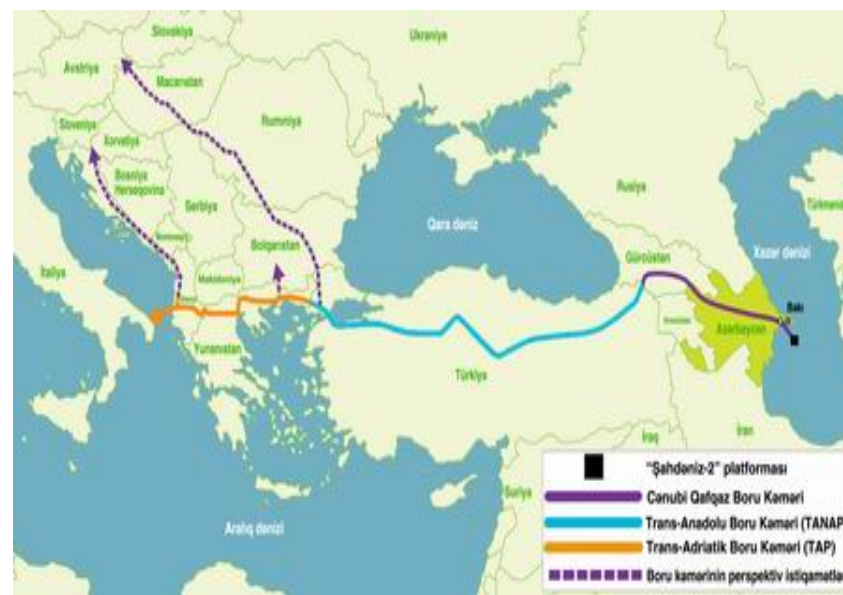 Slovakiya
Ukraniya
Avstriya
Macarıstan
Sloveniya
Xorvatiya
Rumıniya
Bosniya
Herseqovina
Serbiya
Rusiya
Türkmənis
Qara dəniz
Xəzər dənizi
İtaliya
Bolqarıstan
Gürcüstan
Makedoniya
Bakı
Azərbaycan
Yunanıstan
Türkiyə
İraq
İran
Suriya
Aralıq dənizi
"Şahdəniz-2" platforması
Cənubi Qafqaz Boru Kəməri
Trans-Anadolu Boru Kəməri (TANAP
Trans-Adriatik Boru Kəməri (TAP)
Boru kəmərinin perspektiv istiqamətlə